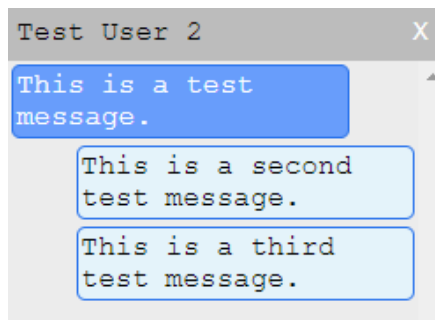 Test User 2 X
This is a test
message.
This is a second
test message.
This is a third
test message.